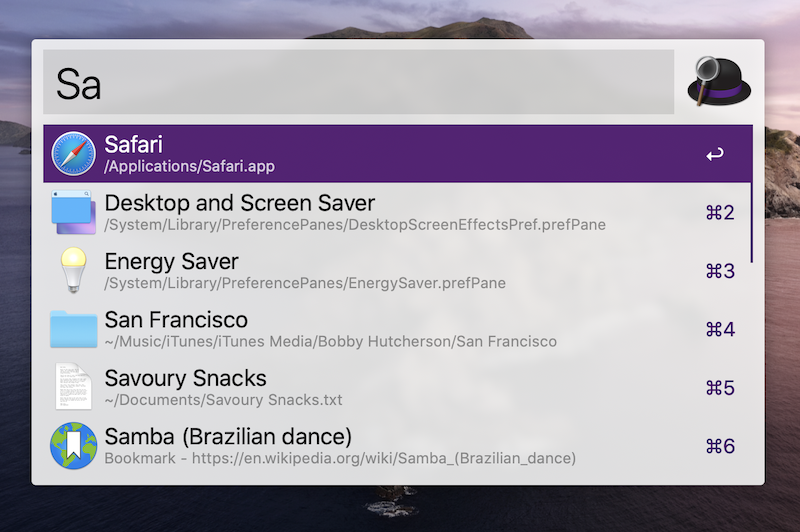 Sa
Safari
/Applications/Safari.app
↩
Desktop and Screen Saver
/System/Library/PreferencePanes/DesktopScreenEffectsPref.prefPane
⌘2
Energy Saver
/System/Library/PreferencePanes/EnergySaver.prefPane
⌘3
San Francisco
~/Music/iTunes/iTunes Media/Bobby Hutcherson/San Francisco
⌘4
Savoury Snacks
~/Documents/Savoury Snacks.txt
⌘5
Samba (Brazilian dance)
Bookmark - https://en.wikipedia.org/wiki/Samba_(Brazilian_dance)
⌘6